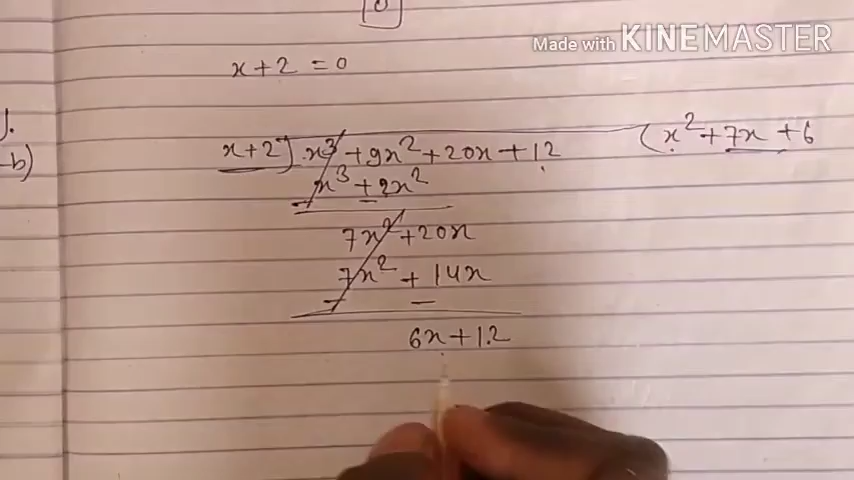 Made with KINEMASTER
0
x+2 = 0
J.
-b)
x+2) x³ +9x² +20x +12 (x² +7x +6
x³ +2x²
- -
7x² +20x
7x² + 14x
- -
6x+12